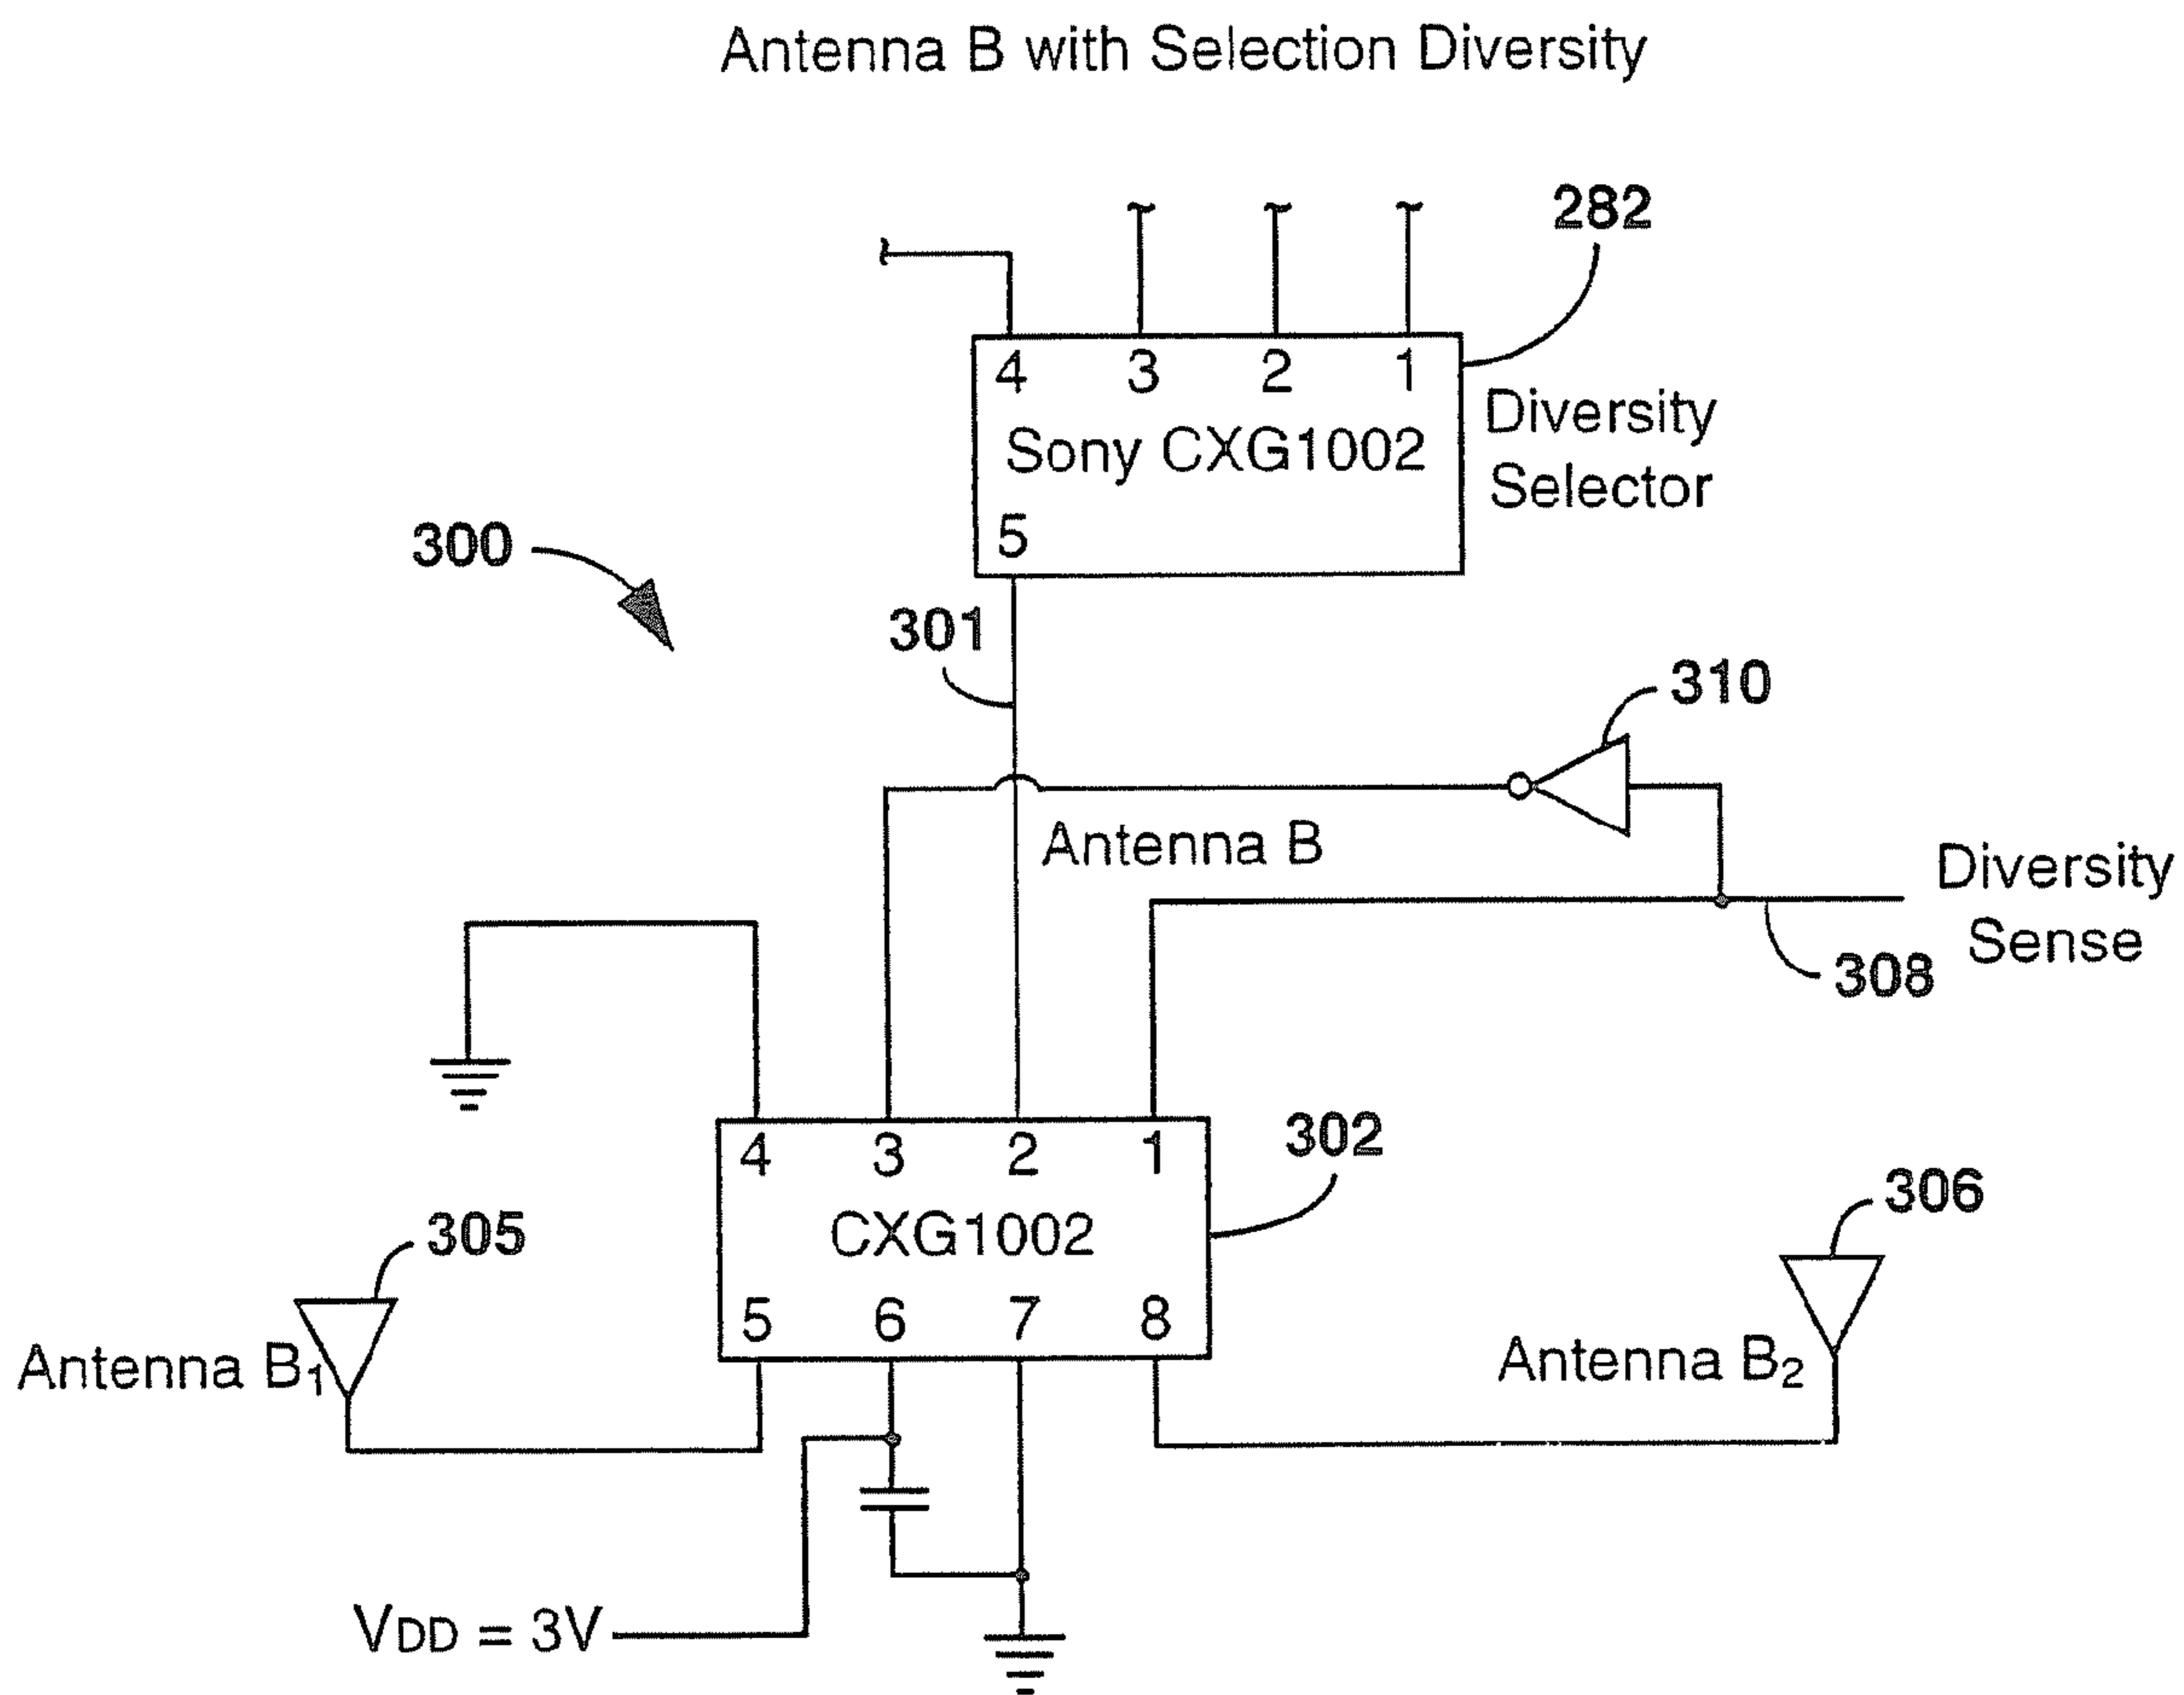 Antenna B with Selection Diversity
282
4 3 2 1
Sony CXG1002
5
Diversity
Selector
300
301
310
Antenna B
Diversity
Sense
308
4 3 2 1
CXG1002
5 6 7 8
302
305
Antenna B₁
306
Antenna B₂
VDD = 3V